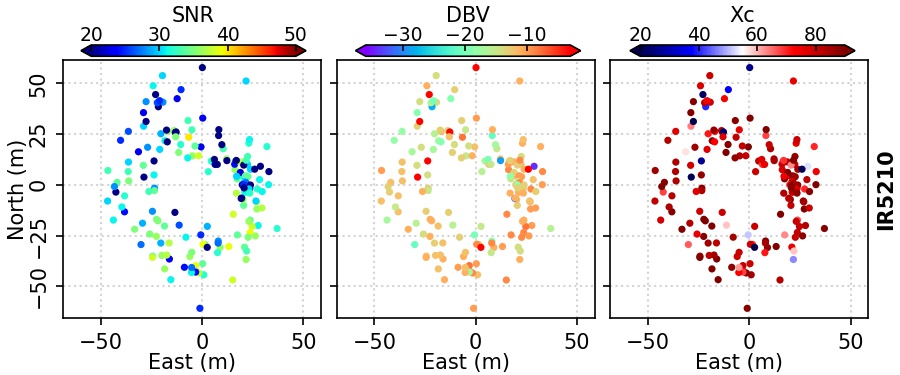 SNR DBV Xc
20 30 40 50 −30 −20 −10 20 40 60 80
50
25
0
−25
−50
North (m)
−50 0 50 −50 0 50 −50 0 50
East (m) East (m) East (m)
IR5210